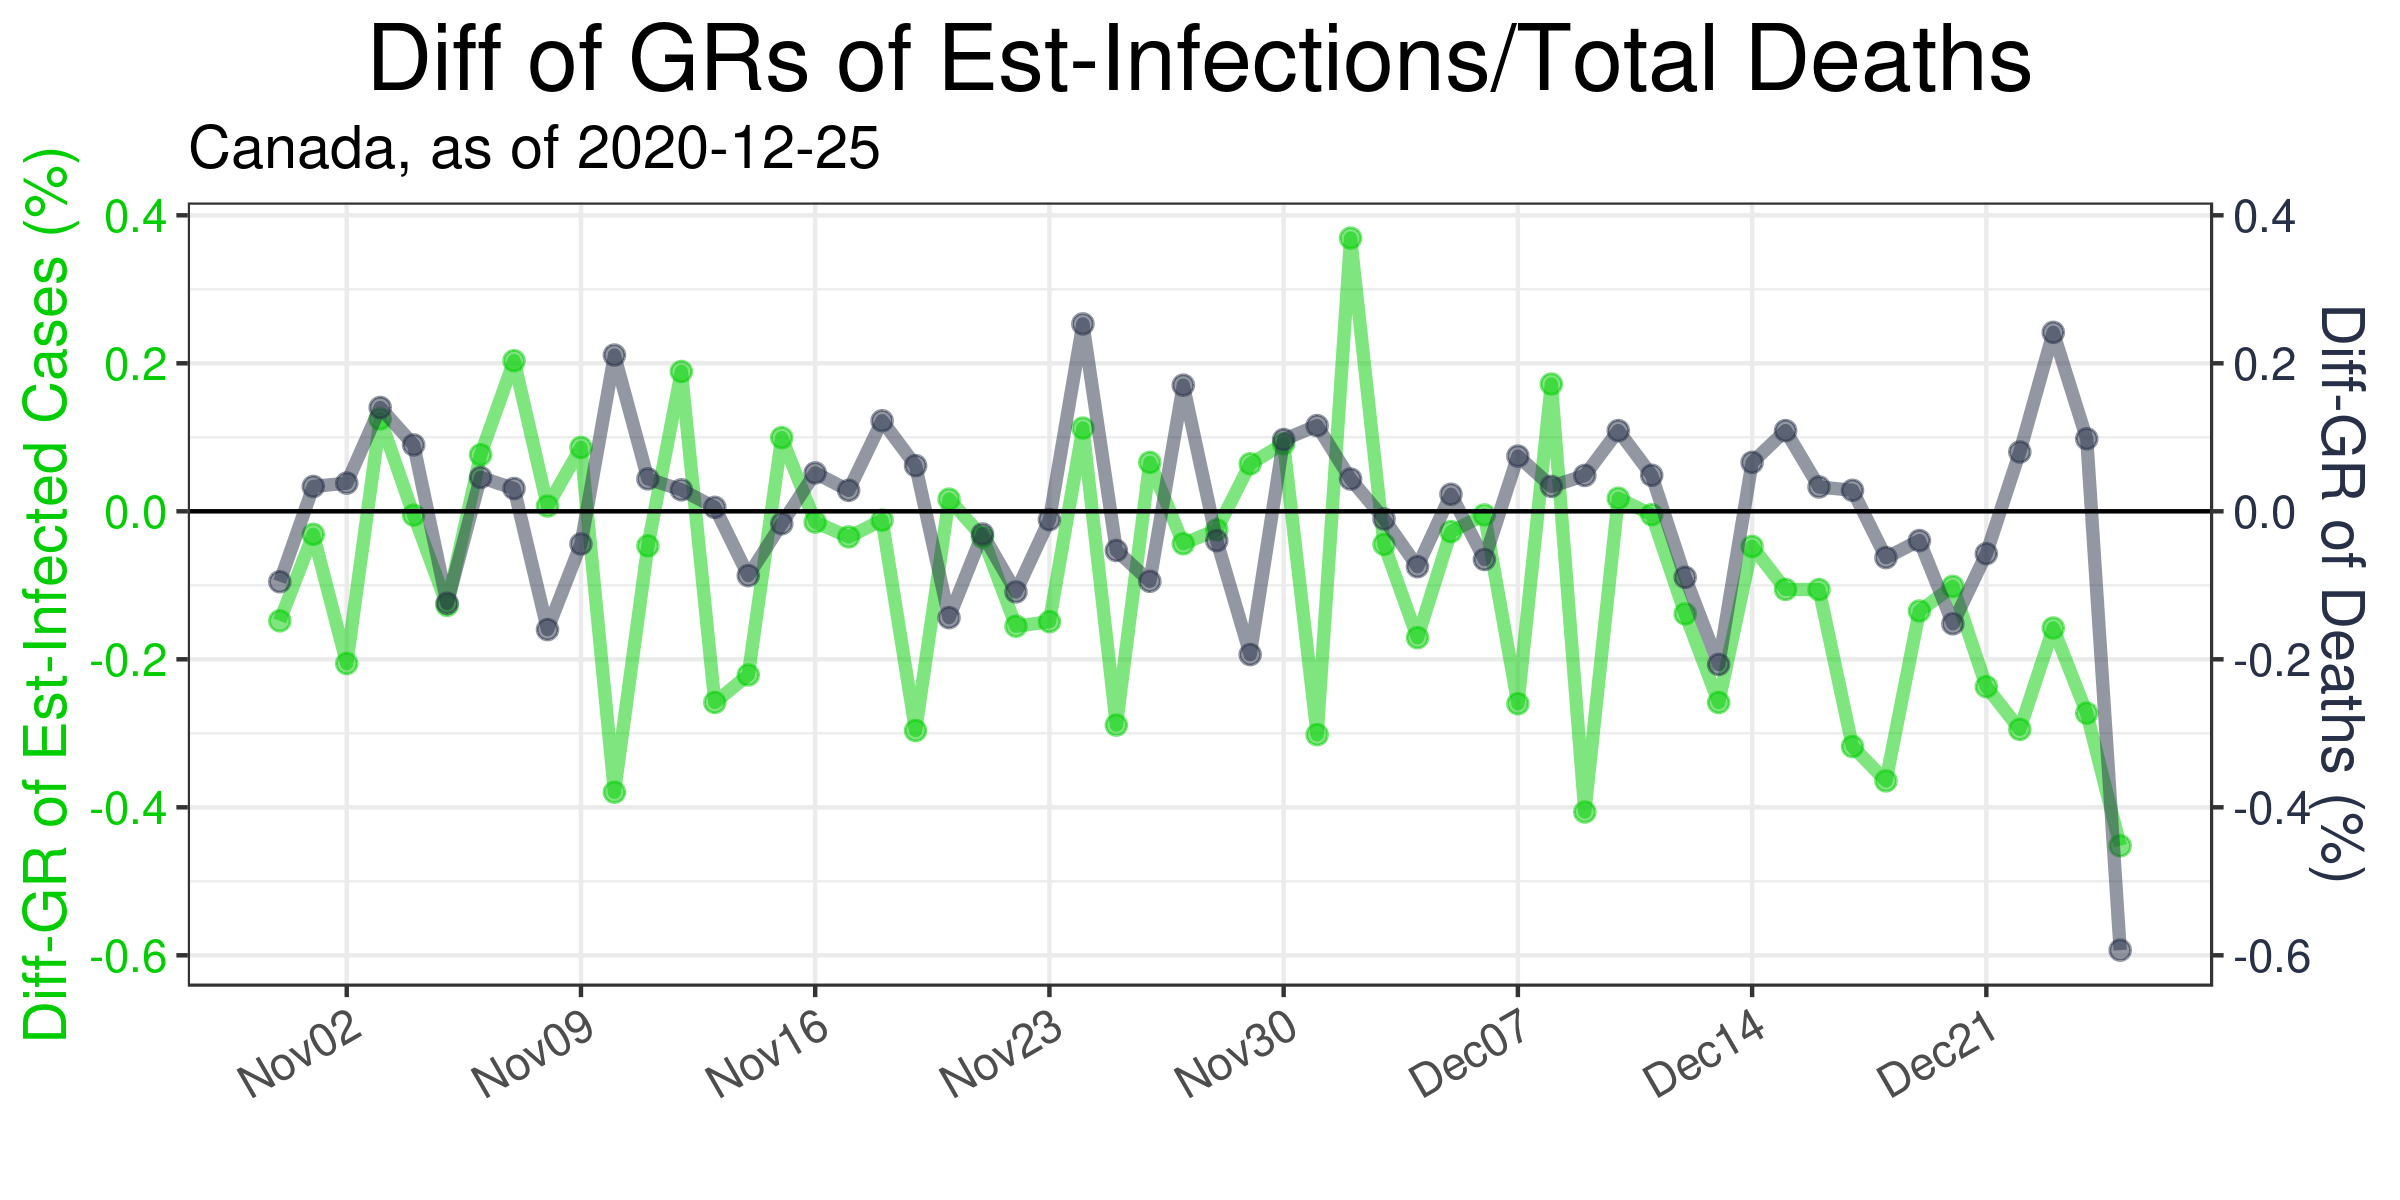 Diff of GRs of Est-Infections/Total Deaths
Canada, as of 2020-12-25
Diff-GR of Est-Infected Cases (%)
0.4
0.2
0.0
-0.2
-0.4
-0.6
0.4
0.2
0.0
-0.2
-0.4
-0.6
Diff-GR of Deaths (%)
Nov02
Nov09
Nov16
Nov23
Nov30
Dec07
Dec14
Dec21